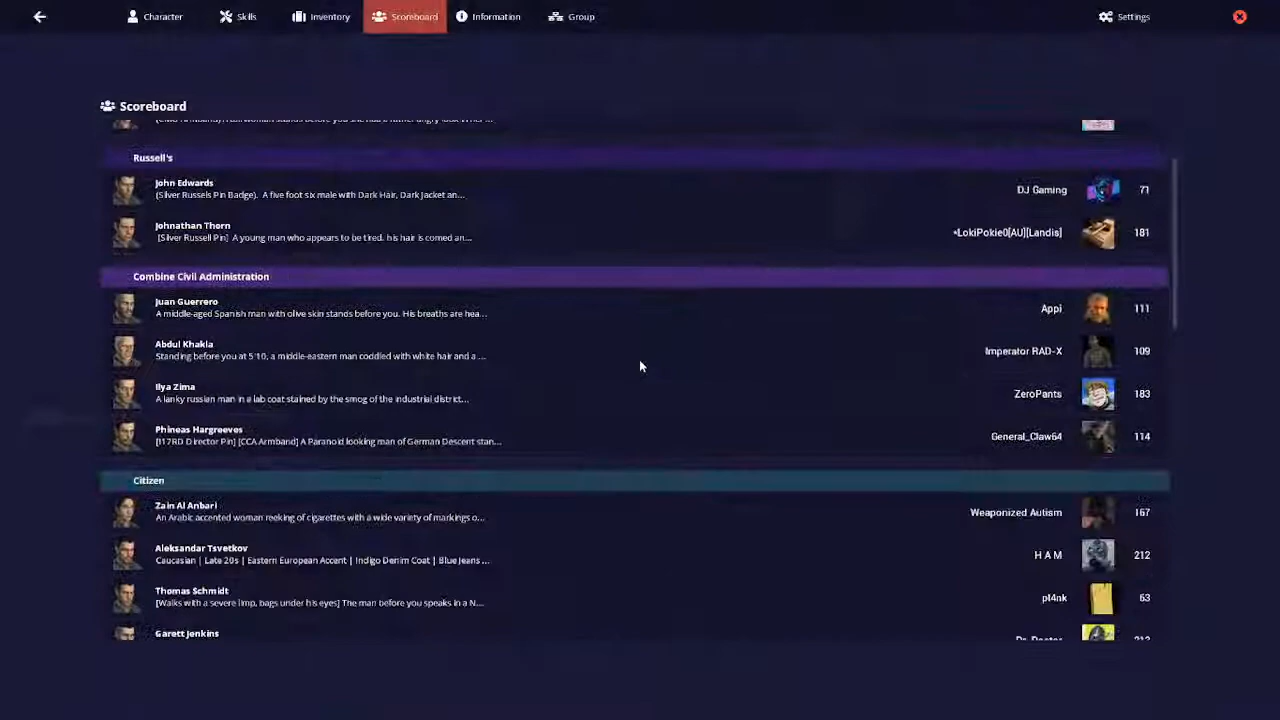 Character Skills Inventory Scoreboard Information Group Settings
Scoreboard
Russell's
John Edwards
(Silver Russels Pin Badge). A five foot six male with Dark Hair, Dark Jacket an...
DJ Gaming 71
Johnathan Thorn
[Silver Russell Pin] A young man who appears to be tired. his hair is comed an...
*LokiPokie0[AU][Landis] 181
Combine Civil Administration
Juan Guerrero
A middle-aged Spanish man with olive skin stands before you. His breaths are hea...
Appi 111
Abdul Khakla
Standing before you at 5'10, a middle-eastern man coddled with white hair and a ...
Imperator RAD-X 109
Ilya Zima
A lanky russian man in a lab coat stained by the smog of the industrial district...
ZeroPants 183
Phineas Hargreeves
[I17RD Director Pin] [CCA Armband] A Paranoid looking man of German Descent stan...
General_Claw64 114
Citizen
Zain Al Anbari
An Arabic accented woman reeking of cigarettes with a wide variety of markings o...
Weaponized Autism 167
Aleksandar Tsvetkov
Caucasian | Late 20s | Eastern European Accent | Indigo Denim Coat | Blue Jeans ...
H A M 212
Thomas Schmidt
[Walks with a severe limp, bags under his eyes] The man before you speaks in a N...
pl4nk 63
Garett Jenkins